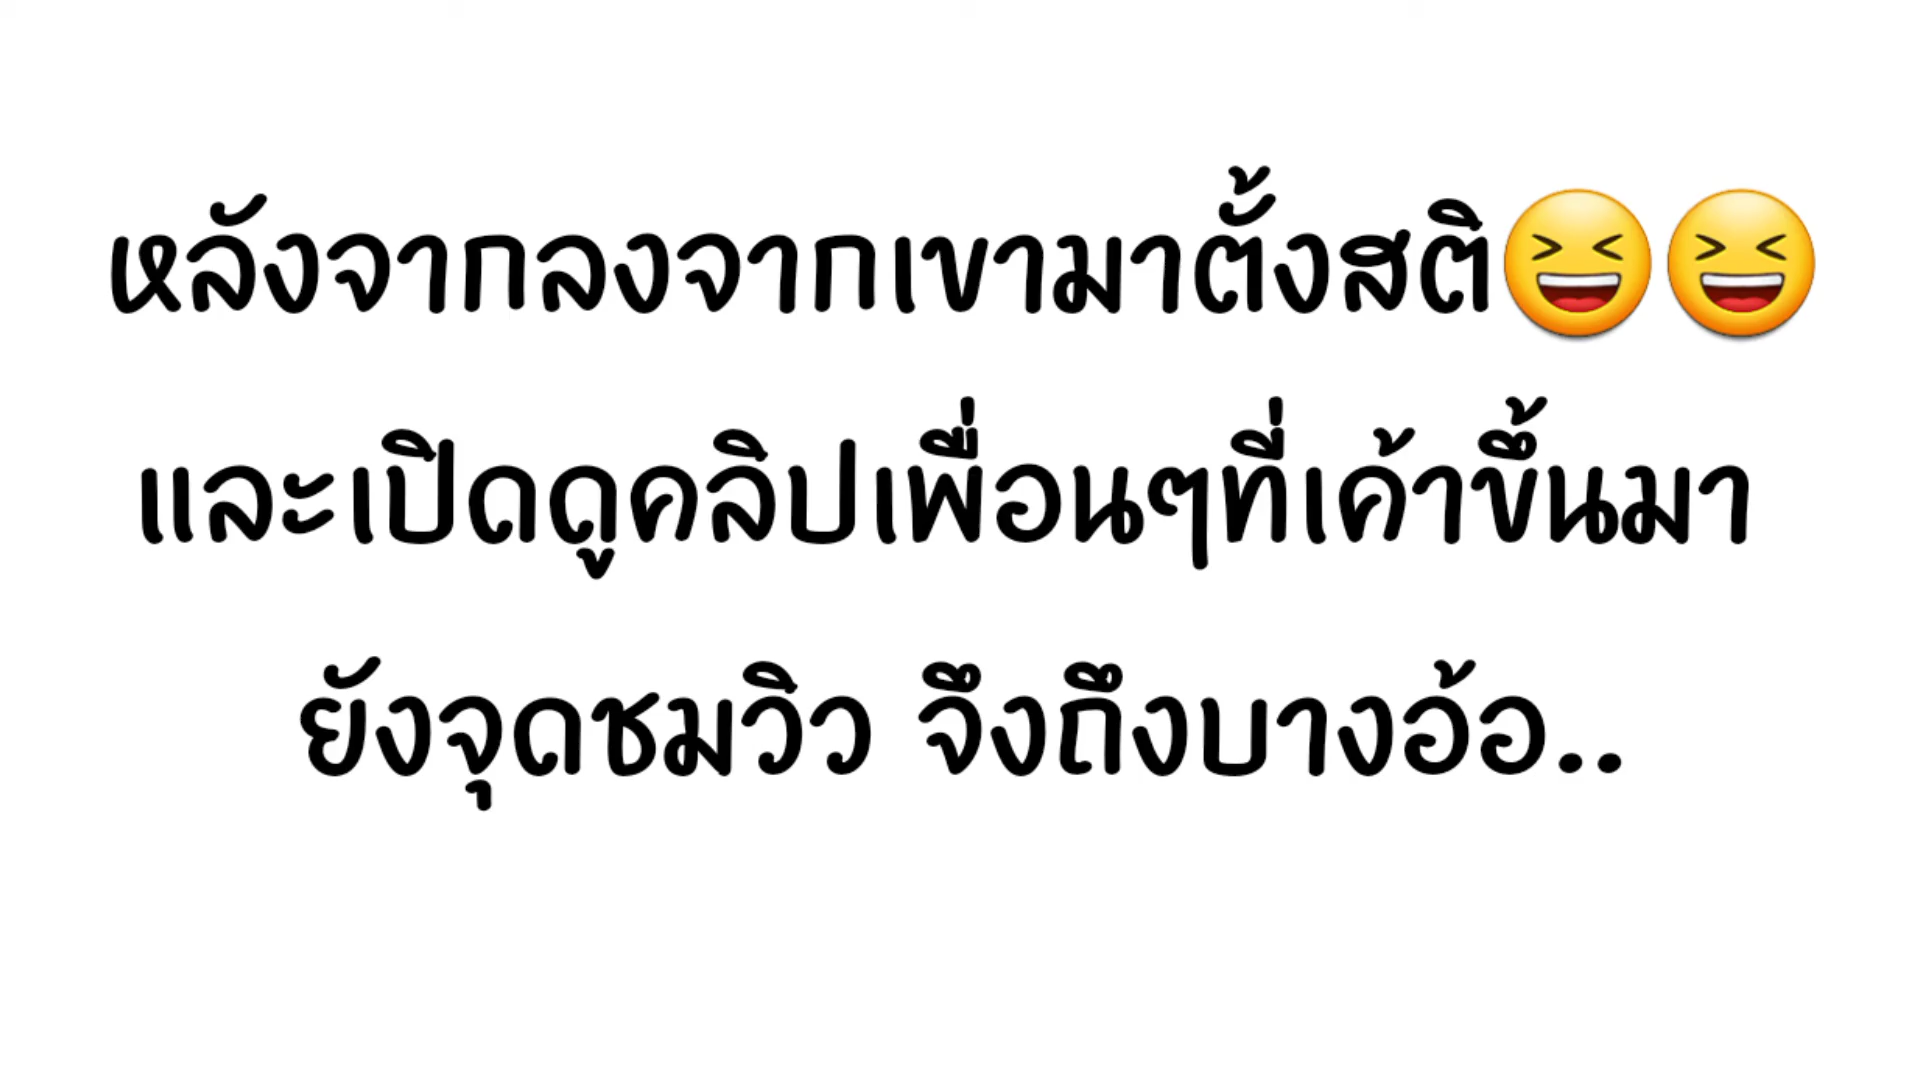 หลังจากลงจากเขามาตั้งสติ😆😆
และเปิดดูคลิปเพื่อนๆที่เค้าขึ้นมา
ยังจุดชมวิว จึงถึงบางอ้อ..